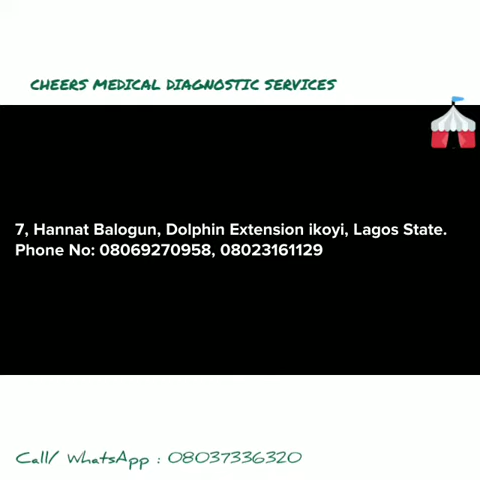 CHEERS MEDICAL DIAGNOSTIC SERVICES
7, Hannat Balogun, Dolphin Extension ikoyi, Lagos State.
Phone No: 08069270958, 08023161129
Call/ WhatsApp : 08037336320